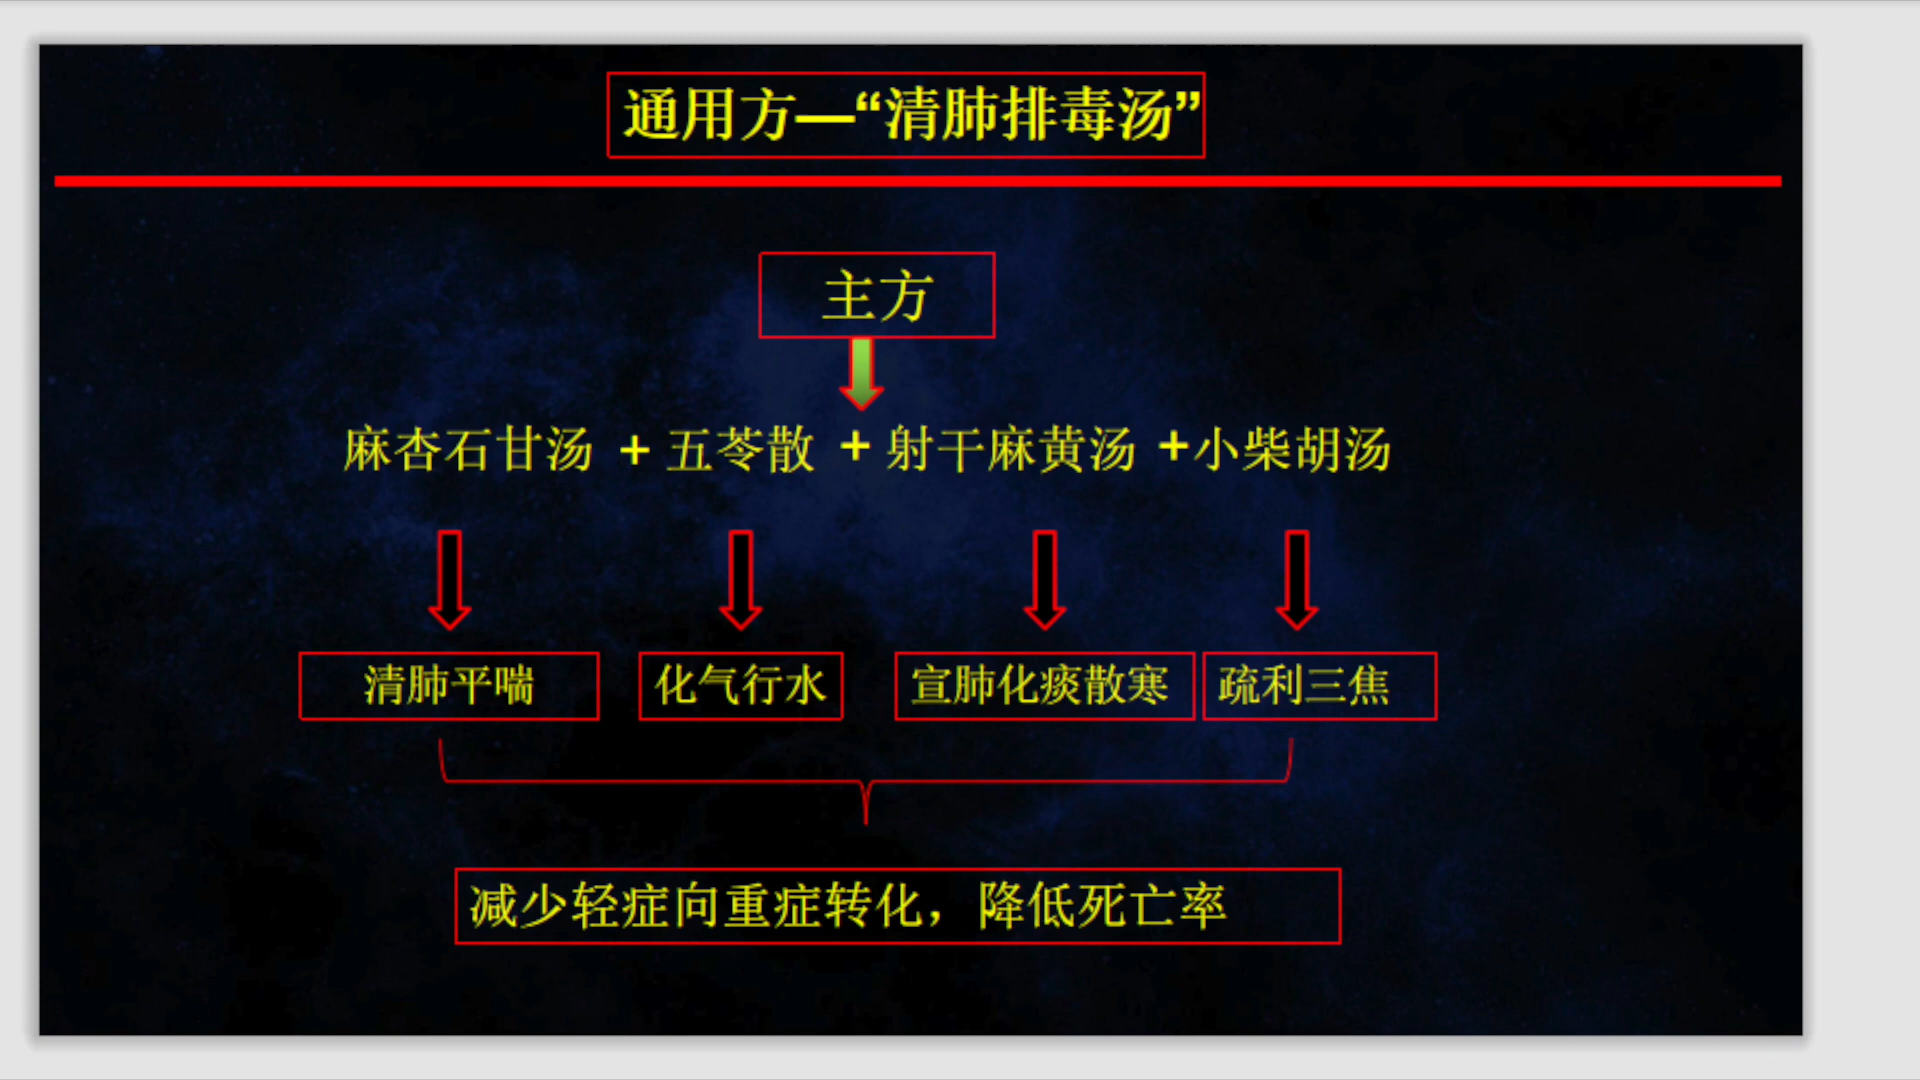 通用方—“清肺排毒汤”
主方
麻杏石甘汤 + 五苓散 + 射干麻黄汤 +小柴胡汤
清肺平喘 化气行水 宣肺化痰散寒 疏利三焦
减少轻症向重症转化，降低死亡率